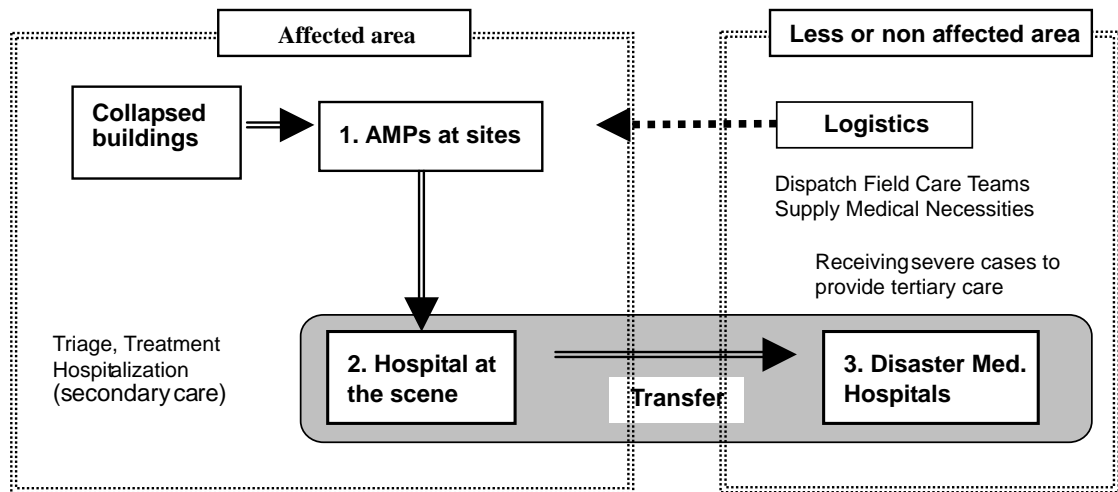 Affected area
Less or non affected area
Collapsed
buildings
1. AMPs at sites
Logistics
Dispatch Field Care Teams
Supply Medical Necessities
Receiving severe cases to
provide tertiary care
Triage, Treatment
Hospitalization
(secondary care)
2. Hospital at
the scene
Transfer
3. Disaster Med.
Hospitals